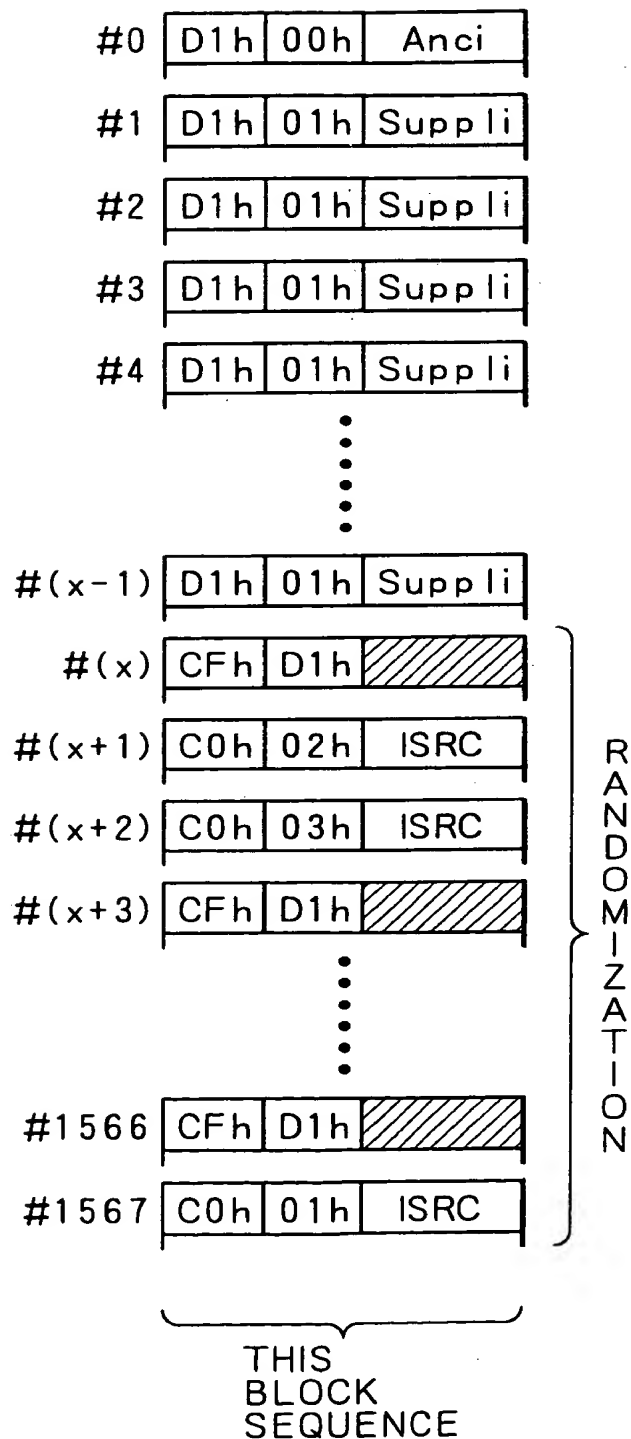 #0 D1h 00h Anci
#1 D1h 01h Suppli
#2 D1h 01h Suppli
#3 D1h 01h Suppli
#4 D1h 01h Suppli
#(x-1) D1h 01h Suppli
#(x) CFh D1h
#(x+1) C0h 02h ISRC
#(x+2) C0h 03h ISRC
#(x+3) CFh D1h
#1566 CFh D1h
#1567 C0h 01h ISRC
RANDOMIZATION
THIS
BLOCK
SEQUENCE